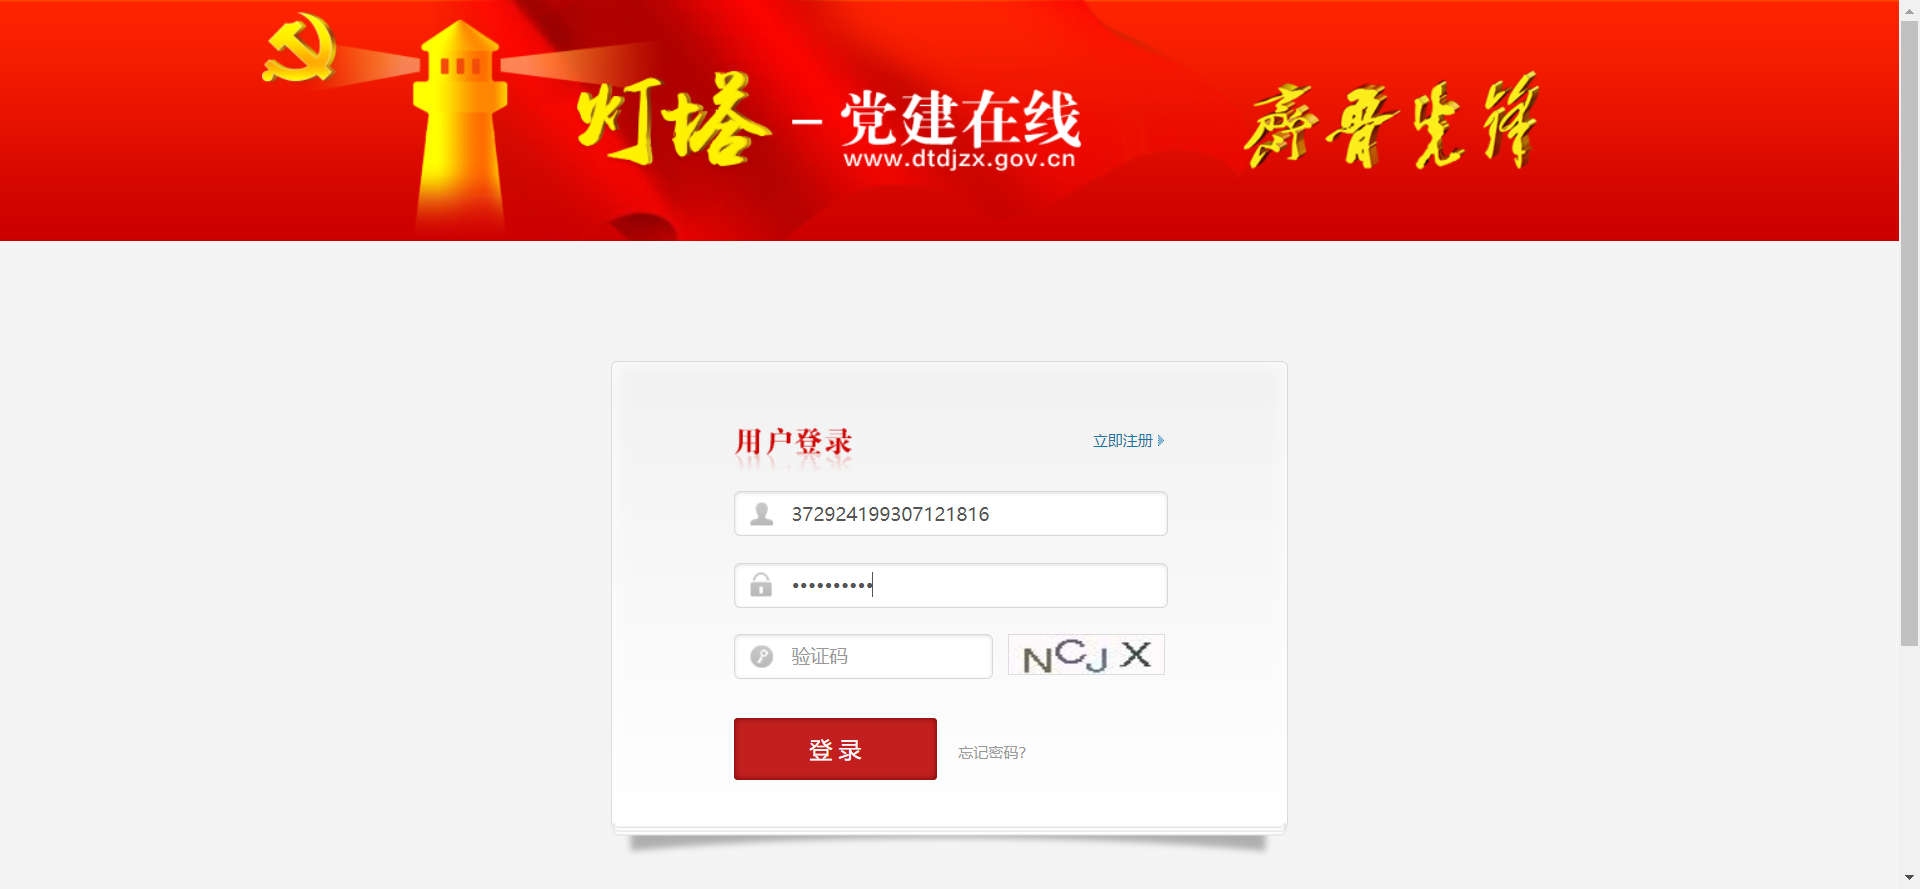 灯塔 – 党建在线
www.dtdjzx.gov.cn
齊鲁先锋
用户登录
立即注册
372924199307121816
••••••••••
验证码
NCJX
登录
忘记密码?